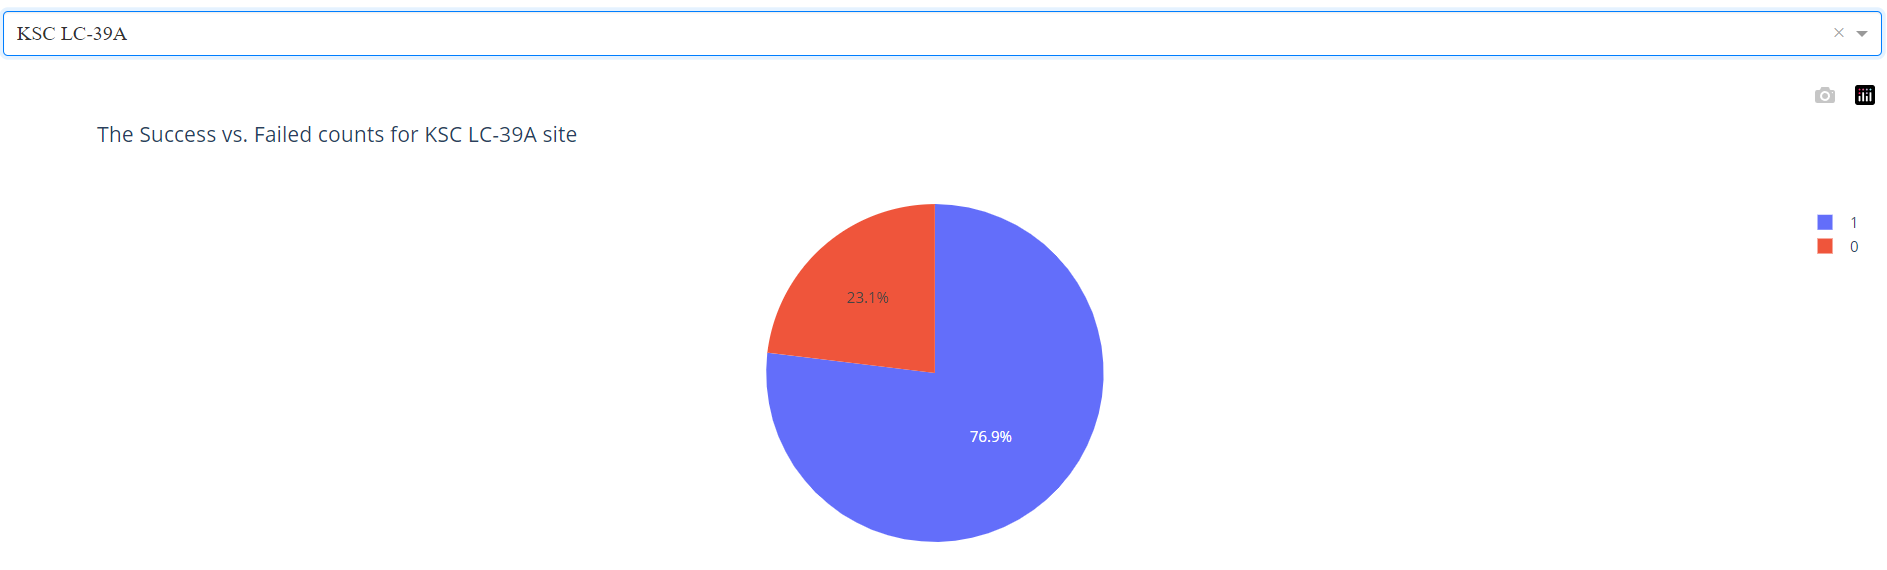 KSC LC-39A
The Success vs. Failed counts for KSC LC-39A site
1
0
23.1%
76.9%